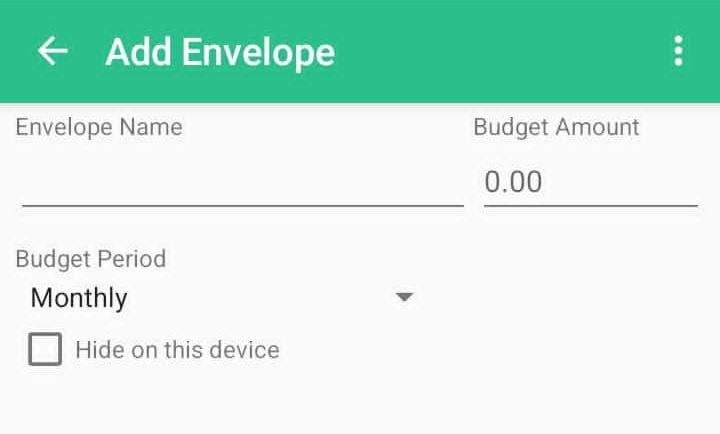 Add Envelope
Envelope Name Budget Amount
0.00
Budget Period
Monthly
Hide on this device